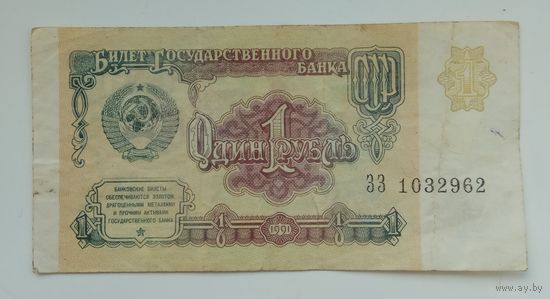 БИЛЕТ ГОСУДАРСТВЕННОГО
БАНКА СССР
1
ОДИН 1 РУБЛЬ
ЗЗ 1032962
БАНКОВСКИЕ БИЛЕТЫ
ОБЕСПЕЧИВАЮТСЯ ЗОЛОТОМ,
ДРАГОЦЕННЫМИ МЕТАЛЛАМИ
И ПРОЧИМИ АКТИВАМИ
ГОСУДАРСТВЕННОГО БАНКА
1 1 1991 1 1
www.ay.by